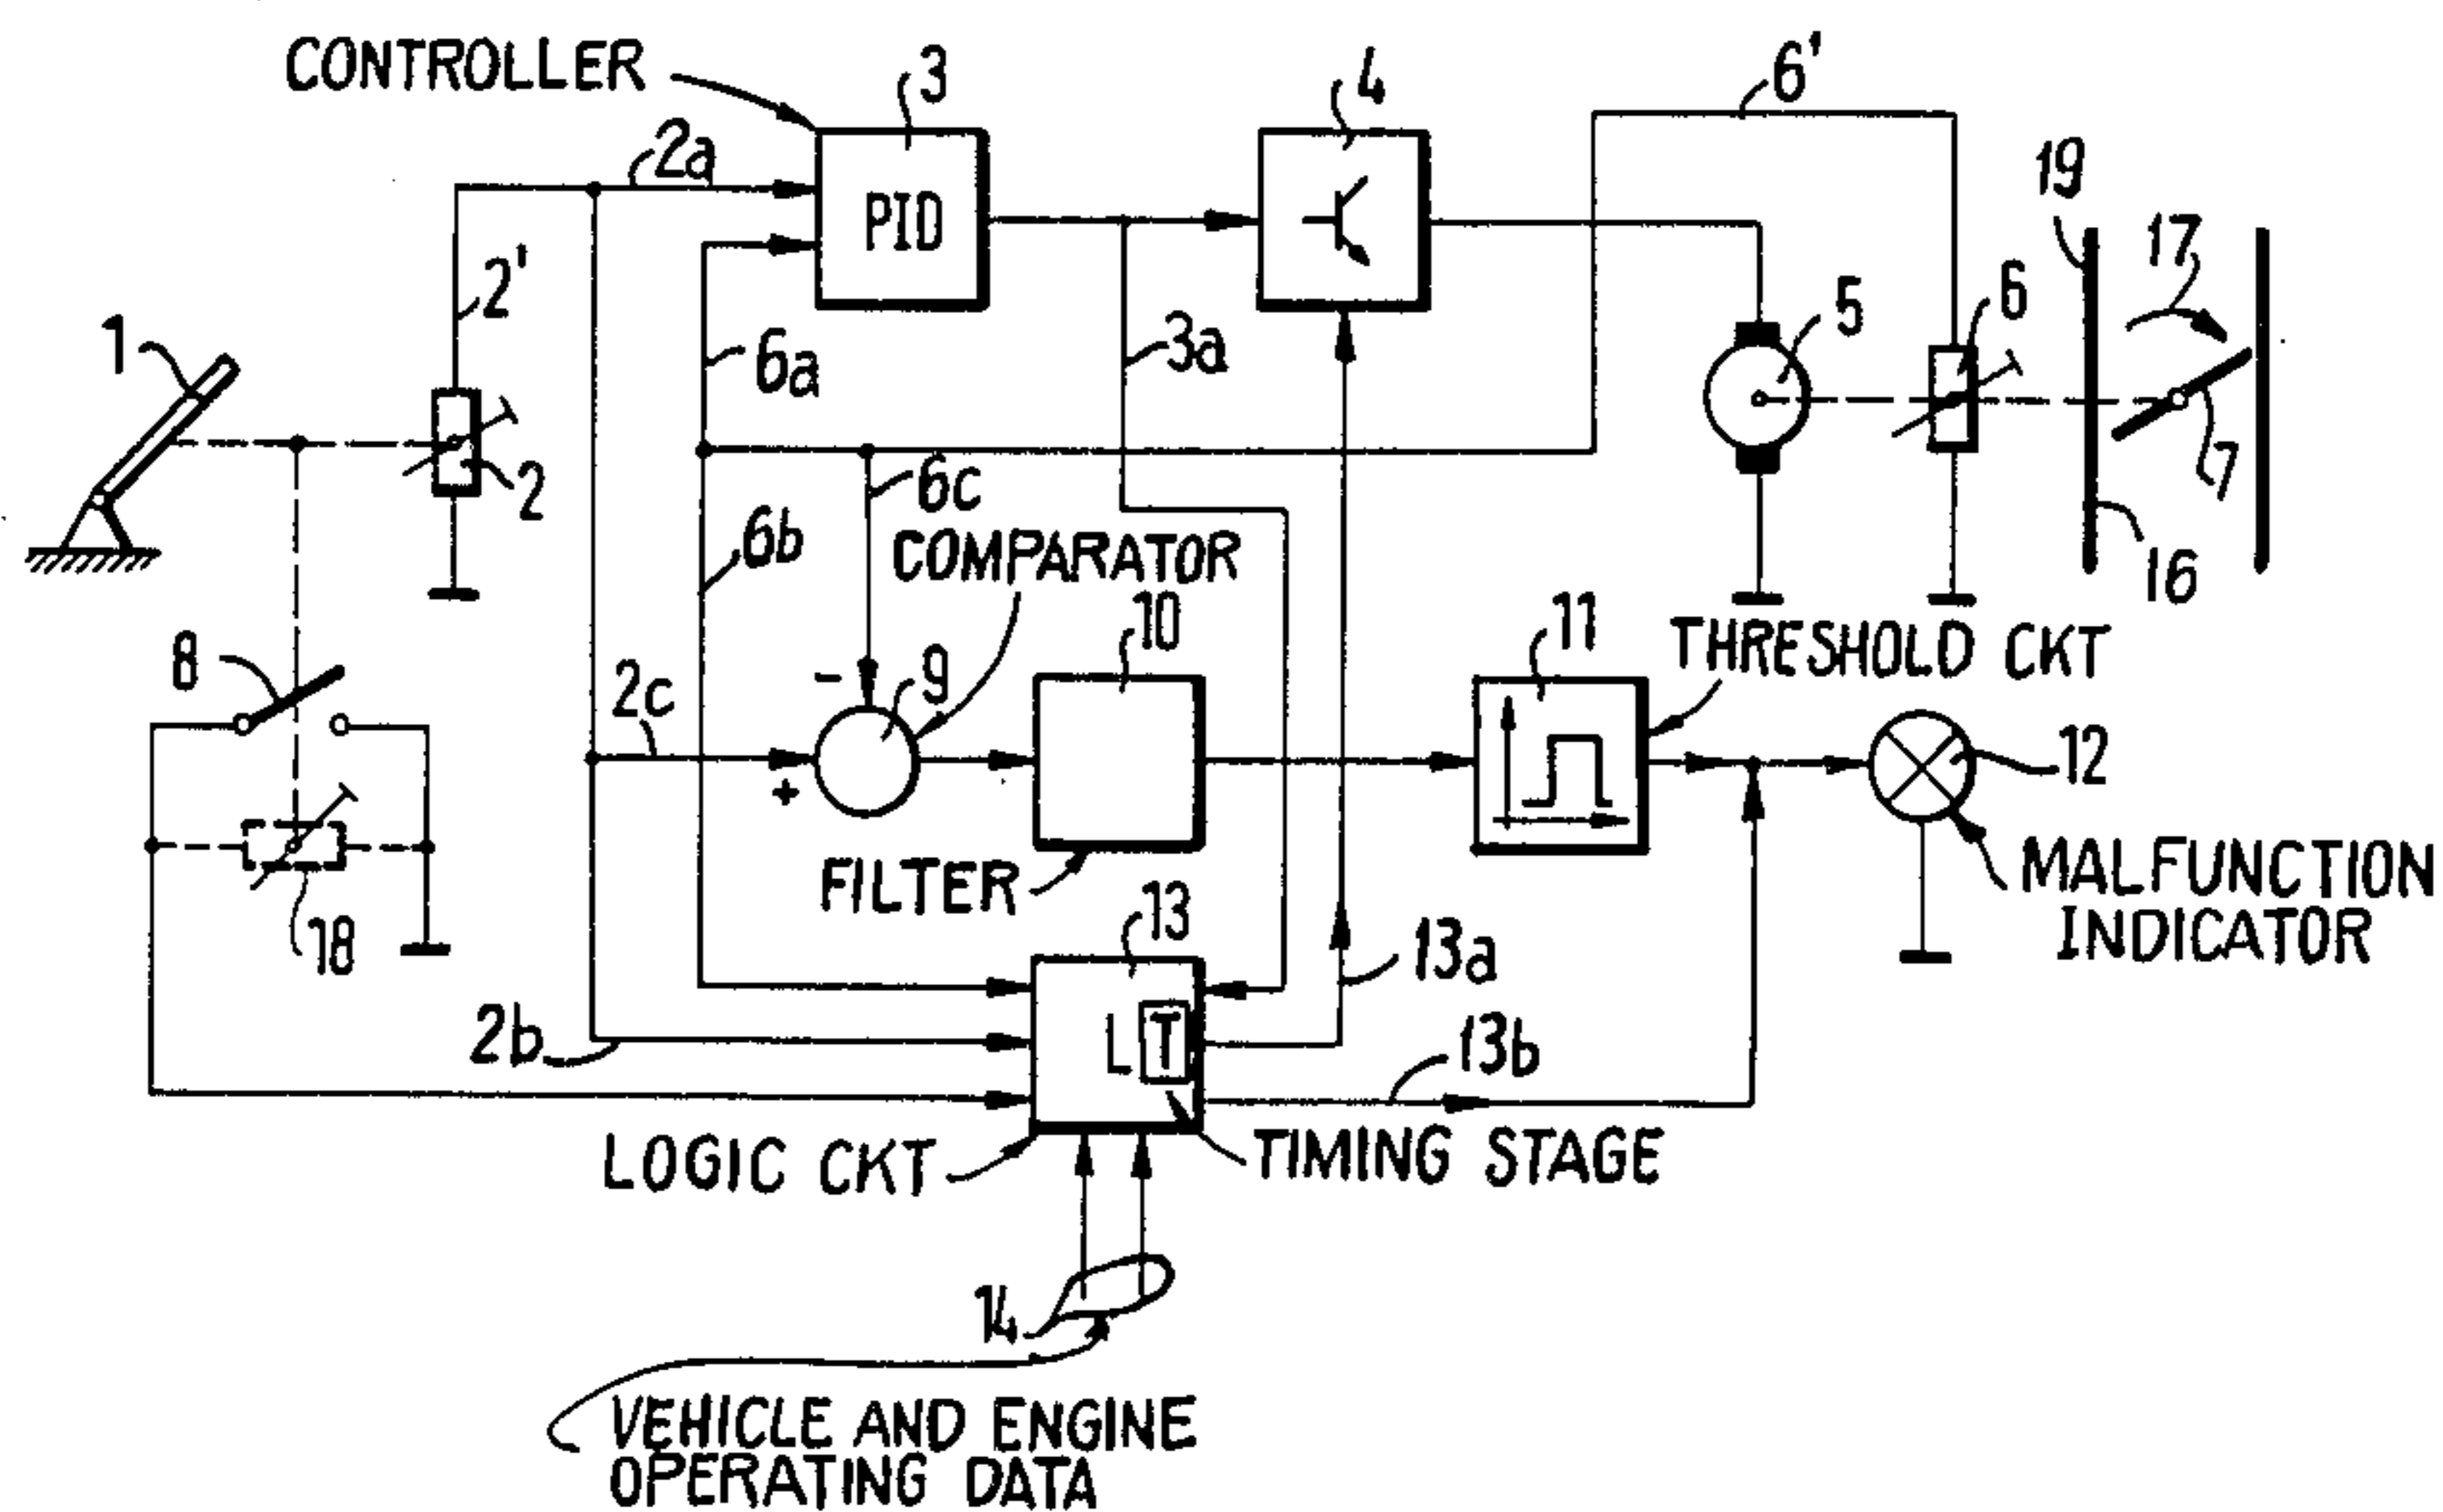 CONTROLLER
3
4
6'
2a
PID
19
17
2'
1
6a
3a
5
6
2
6c
7
6b
COMPARATOR
16
10
11
THRESHOLD CKT
8
2c
-
9
+
12
FILTER
MALFUNCTION
INDICATOR
18
13
13a
L T
2b
13b
LOGIC CKT
TIMING STAGE
14
VEHICLE AND ENGINE
OPERATING DATA